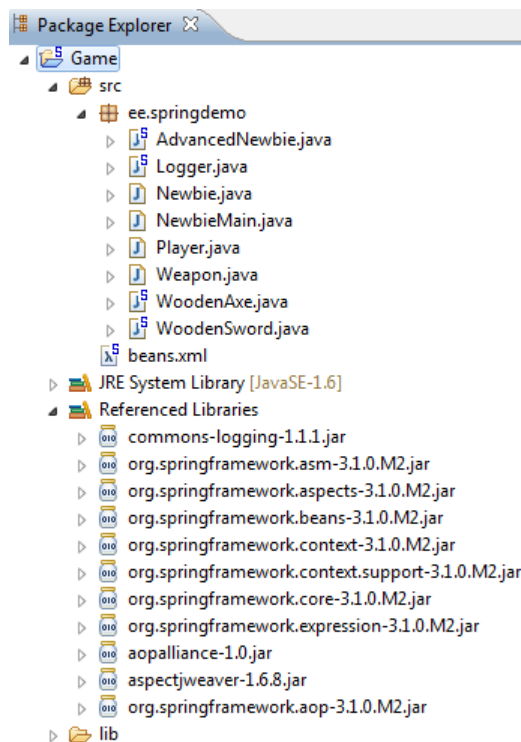 Package Explorer
Game
src
ee.springdemo
AdvancedNewbie.java
Logger.java
Newbie.java
NewbieMain.java
Player.java
Weapon.java
WoodenAxe.java
WoodenSword.java
beans.xml
JRE System Library [JavaSE-1.6]
Referenced Libraries
commons-logging-1.1.1.jar
org.springframework.asm-3.1.0.M2.jar
org.springframework.aspects-3.1.0.M2.jar
org.springframework.beans-3.1.0.M2.jar
org.springframework.context-3.1.0.M2.jar
org.springframework.context.support-3.1.0.M2.jar
org.springframework.core-3.1.0.M2.jar
org.springframework.expression-3.1.0.M2.jar
aopalliance-1.0.jar
aspectjweaver-1.6.8.jar
org.springframework.aop-3.1.0.M2.jar
lib